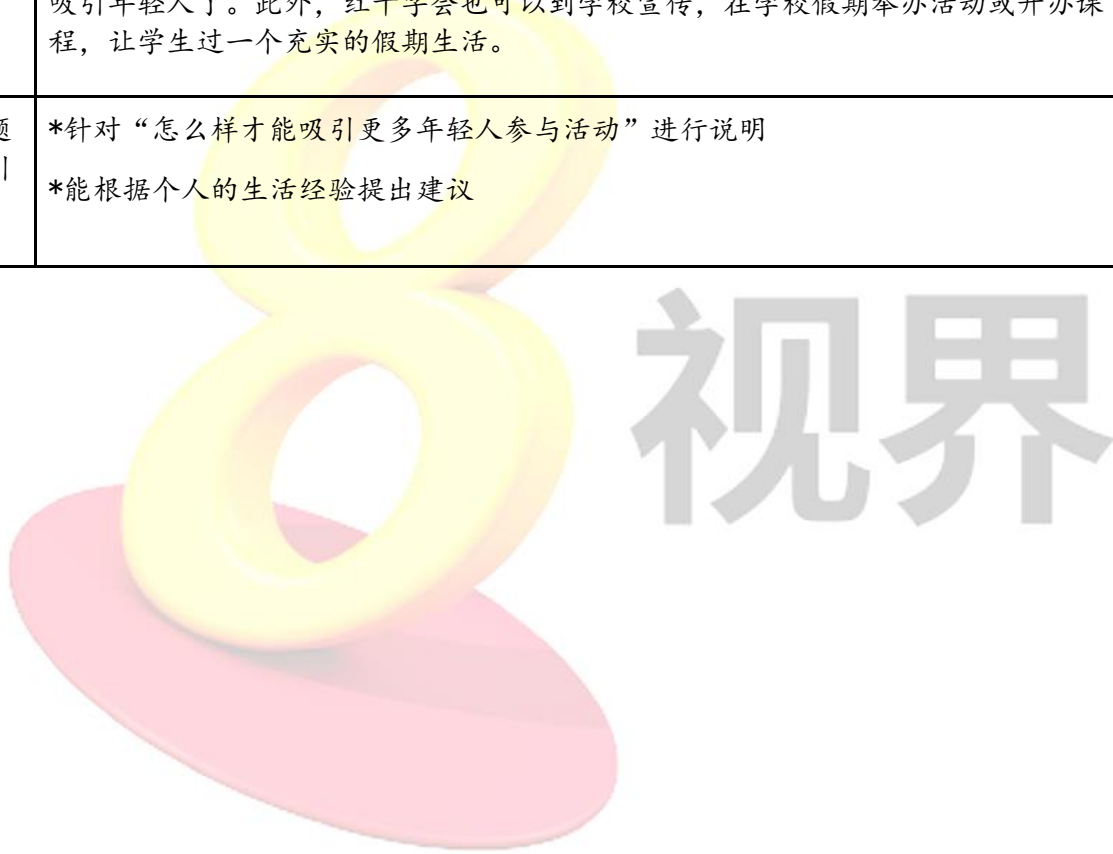 吸引年轻人了。此外，红十字会也可以到学校宣传，在学校假期举办活动或开办课
程，让学生过一个充实的假期生活。
题
引
*针对“怎么样才能吸引更多年轻人参与活动”进行说明
*能根据个人的生活经验提出建议
8视界